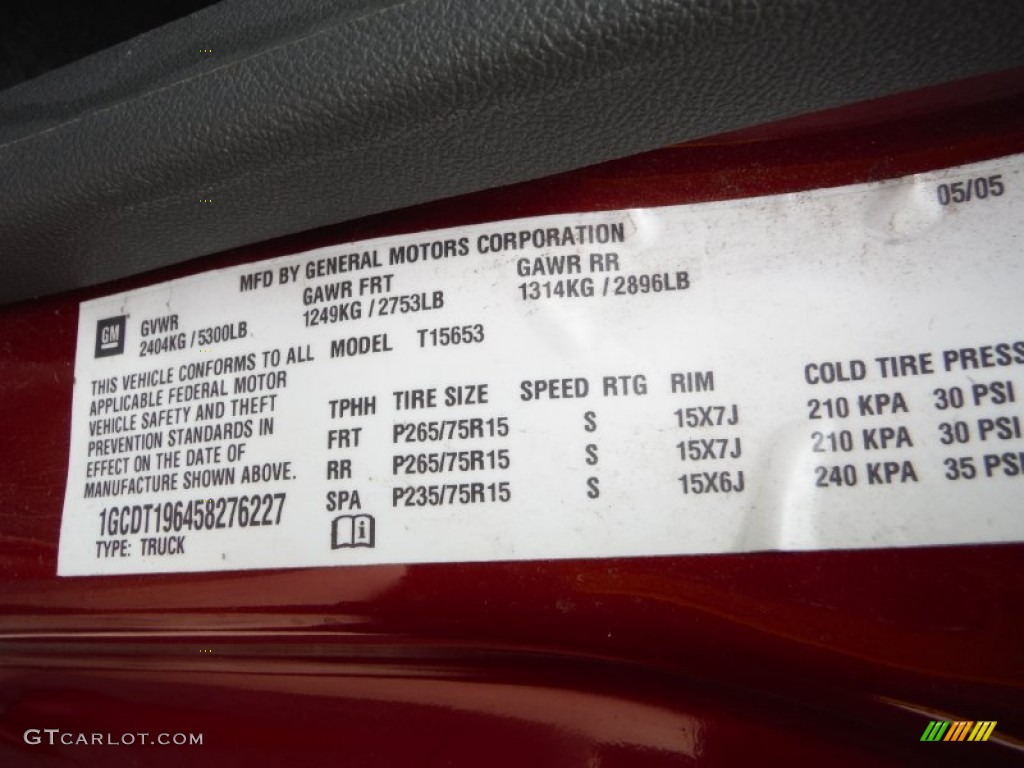 05/05
MFD BY GENERAL MOTORS CORPORATION
GM
GVWR GAWR FRT GAWR RR
2404KG / 5300LB 1249KG / 2753LB 1314KG / 2896LB
THIS VEHICLE CONFORMS TO ALL
APPLICABLE FEDERAL MOTOR
VEHICLE SAFETY AND THEFT
PREVENTION STANDARDS IN
EFFECT ON THE DATE OF
MANUFACTURE SHOWN ABOVE.
1GCDT196458276227
TYPE: TRUCK
MODEL T15653
TPHH TIRE SIZE SPEED RTG RIM COLD TIRE PRESS
FRT P265/75R15 S 15X7J 210 KPA 30 PSI
RR P265/75R15 S 15X7J 210 KPA 30 PSI
SPA P235/75R15 S 15X6J 240 KPA 35 PSI
i
GTCARLOT.COM